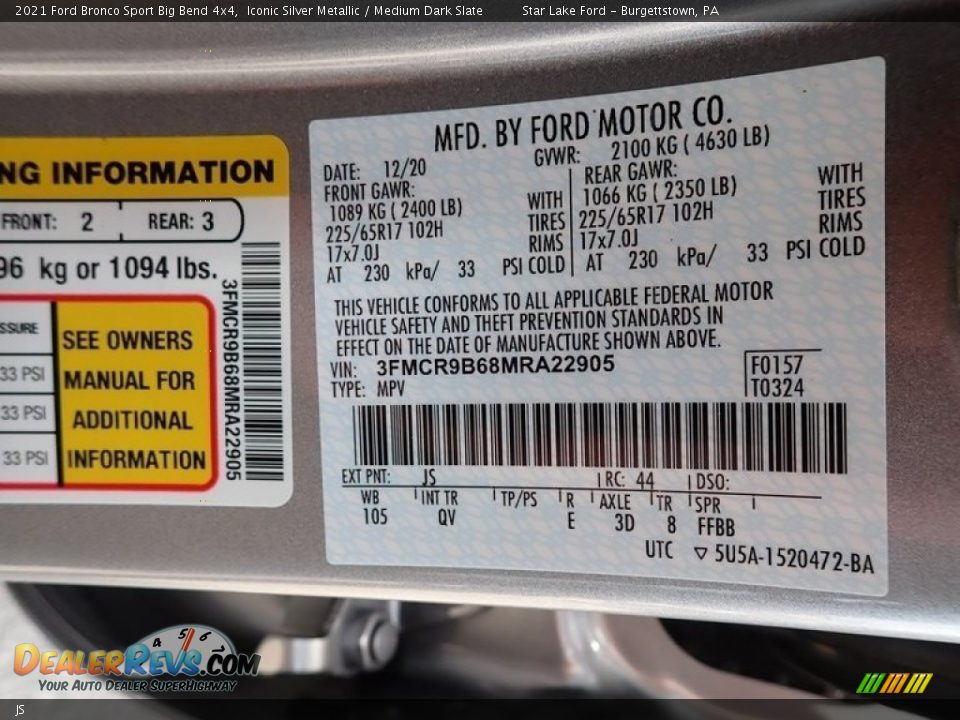 2021 Ford Bronco Sport Big Bend 4x4, Iconic Silver Metallic / Medium Dark Slate Star Lake Ford - Burgettstown, PA
NG INFORMATION
FRONT: 2 REAR: 3
96 kg or 1094 lbs.
SSURE
33 PSI
33 PSI
33 PSI
SEE OWNERS
MANUAL FOR
ADDITIONAL
INFORMATION
3FMCR9B68MRA22905
MFD. BY FORD MOTOR CO.
DATE: 12/20 GVWR: 2100 KG ( 4630 LB)
FRONT GAWR: REAR GAWR:
1089 KG ( 2400 LB) WITH 1066 KG ( 2350 LB) WITH
225/65R17 102H TIRES 225/65R17 102H TIRES
17x7.0J RIMS 17x7.0J RIMS
AT 230 kPa/ 33 PSI COLD AT 230 kPa/ 33 PSI COLD
THIS VEHICLE CONFORMS TO ALL APPLICABLE FEDERAL MOTOR
VEHICLE SAFETY AND THEFT PREVENTION STANDARDS IN
EFFECT ON THE DATE OF MANUFACTURE SHOWN ABOVE.
VIN: 3FMCR9B68MRA22905 F0157
TYPE: MPV T0324
EXT PNT: JS RC: 44 DSO:
WB INT TR TP/PS R AXLE TR SPR
105 QV E 3D 8 FFBB
UTC ▽ 5U5A-1520472-BA
4 5 6
DEALERREVS.COM
YOUR AUTO DEALER SUPERHIGHWAY
JS